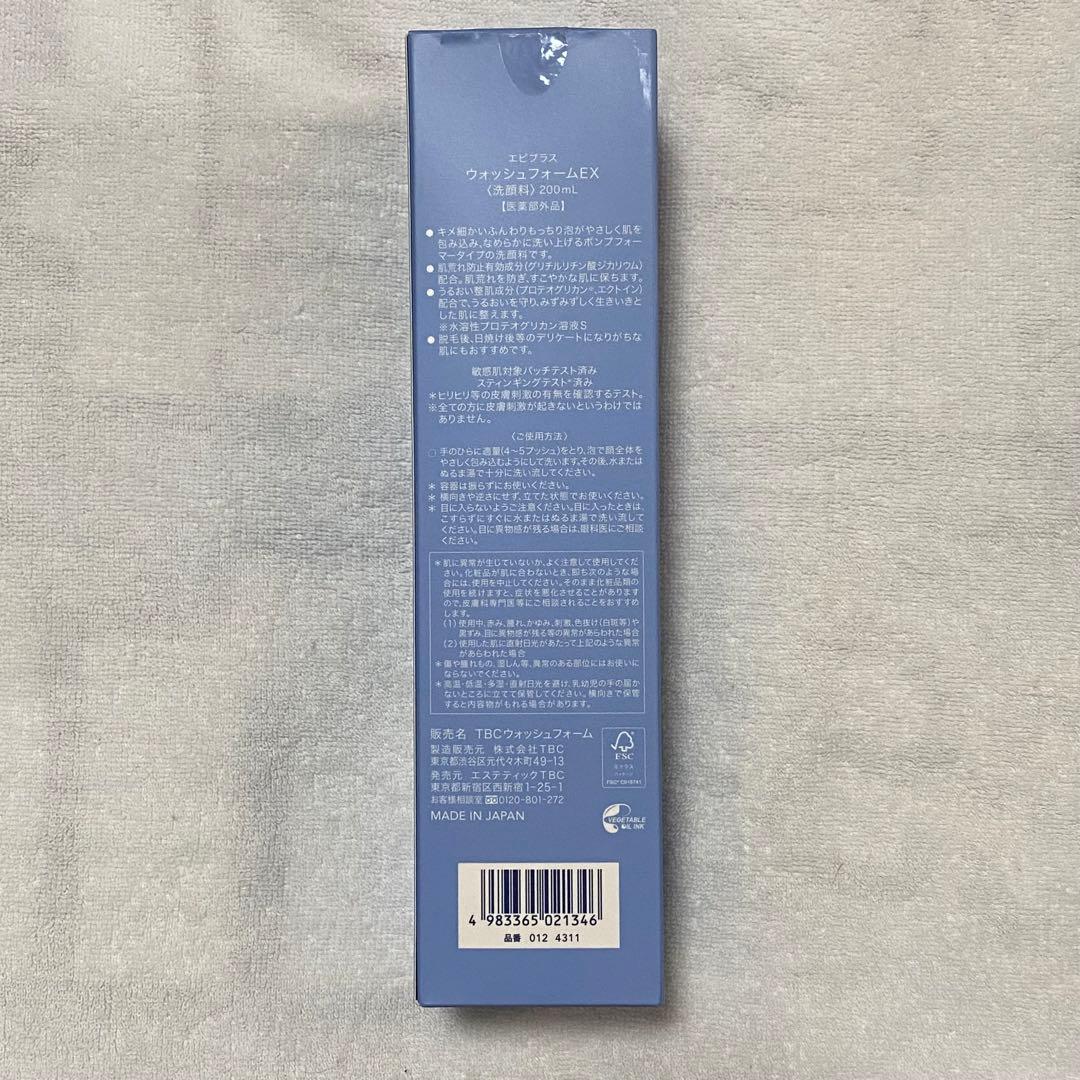 エピプラス
ウォッシュフォームEX
〈洗顔料〉200mL
【医薬部外品】
● キメ細かいふんわりもっちり泡がやさしく肌を
包み込み、なめらかに洗い上げるポンプフォー
マータイプの洗顔料です。
● 肌荒れ防止有効成分(グリチルリチン酸ジカリウム)
配合。肌荒れを防ぎ、すこやかな肌に保ちます。
● うるおい整肌成分(プロテオグリカン※、エクトイン)
配合で、うるおいを守り、みずみずしく生きいきと
した肌に整えます。
※水溶性プロテオグリカン溶液S
● 脱毛後、日焼け後等のデリケートになりがちな
肌にもおすすめです。
敏感肌対象パッチテスト済み
スティンギングテスト*済み
*ヒリヒリ等の皮膚刺激の有無を確認するテスト。
※全ての方に皮膚刺激が起きないというわけでは
ありません。
〈ご使用方法〉
○ 手のひらに適量(4～5プッシュ)をとり、泡で顔全体を
やさしく包み込むようにして洗います。その後、水または
ぬるま湯で十分に洗い流してください。
* 容器は振らずにお使いください。
* 横向きや逆さにせず、立てた状態でお使いください。
* 目に入らないようご注意ください。目に入ったときは、
こすらずにすぐに水またはぬるま湯で洗い流して
ください。目に異物感が残る場合は、眼科医にご相談
ください。
*肌に異常が生じていないか、よく注意して使用してくだ
さい。化粧品が肌に合わないとき、即ち次のような場
合には、使用を中止してください。そのまま化粧品類の
使用を続けますと、症状を悪化させることがあります
ので、皮膚科専門医等にご相談されることをおすすめ
します。
(1)使用中、赤み、腫れ、かゆみ、刺激、色抜け(白斑等)や
黒ずみ、目に異物感が残る等の異常があらわれた場合
(2)使用した肌に直射日光があたって上記のような異常
があらわれた場合
*傷や腫れもの、湿しん等、異常のある部位にはお使いに
ならないでください。
*高温・低温・多湿・直射日光を避け、乳幼児の手の届か
ないところに立てて保管してください。横向きで保管
すると内容物がもれる場合があります。
販売名 TBCウォッシュフォーム
製造販売元 株式会社TBC
東京都渋谷区元代々木町49-13
発売元 エステティックTBC
東京都新宿区西新宿1-25-1
お客様相談室 0120-801-272
MADE IN JAPAN
FSC
ミックス
パッケージ
FSC® C915741
VEGETABLE
OIL INK
4 983365 021346
品番 012 4311